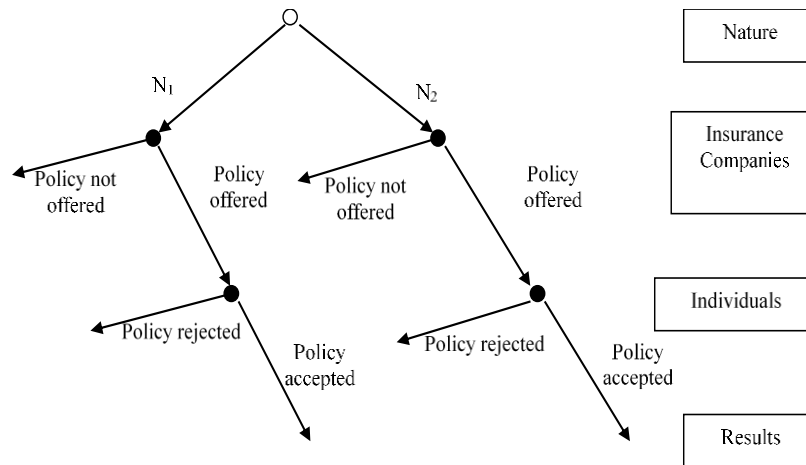 Nature
N₁
N₂
Insurance
Companies
Policy not
offered
Policy
offered
Policy not
offered
Policy
offered
Individuals
Policy rejected
Policy
accepted
Policy rejected
Policy
accepted
Results